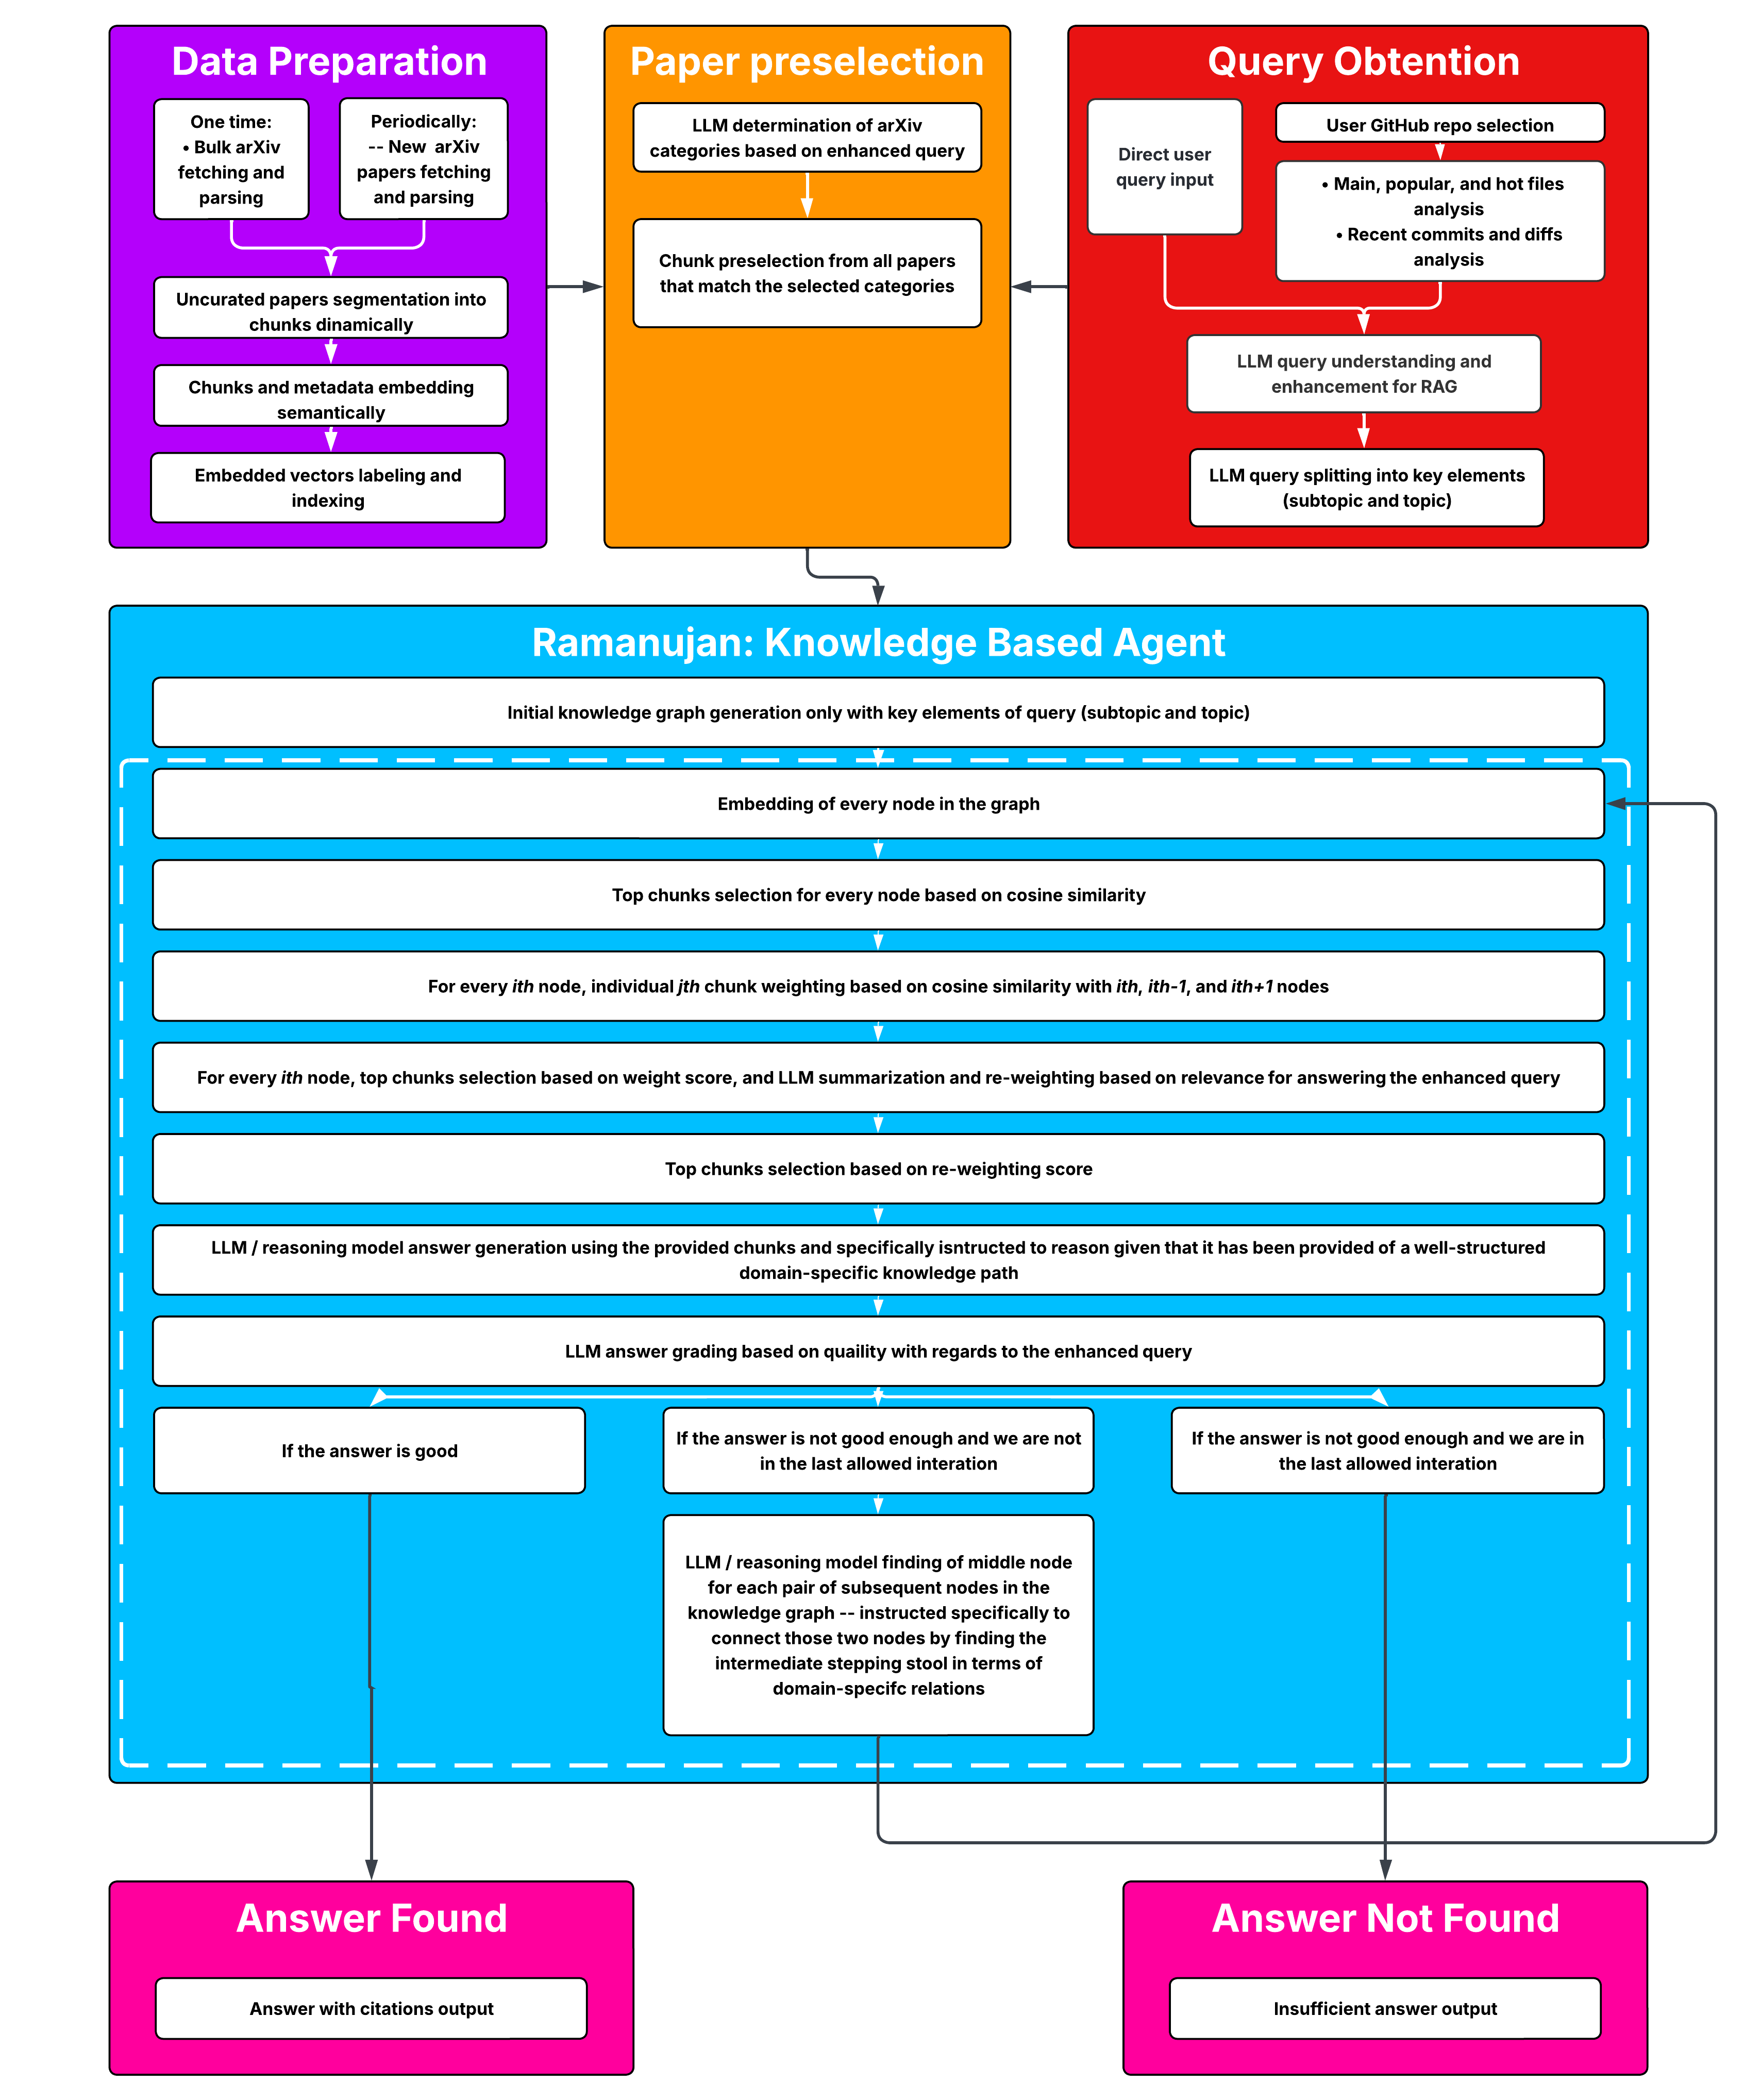 Data Preparation
One time:
• Bulk arXiv
fetching and
parsing
Periodically:
-- New arXiv
papers fetching
and parsing
Uncurated papers segmentation into
chunks dinamically
Chunks and metadata embedding
semantically
Embedded vectors labeling and
indexing
Paper preselection
LLM determination of arXiv
categories based on enhanced query
Chunk preselection from all papers
that match the selected categories
Query Obtention
Direct user
query input
User GitHub repo selection
• Main, popular, and hot files
analysis
• Recent commits and diffs
analysis
LLM query understanding and
enhancement for RAG
LLM query splitting into key elements
(subtopic and topic)
Ramanujan: Knowledge Based Agent
Initial knowledge graph generation only with key elements of query (subtopic and topic)
Embedding of every node in the graph
Top chunks selection for every node based on cosine similarity
For every ith node, individual jth chunk weighting based on cosine similarity with ith, ith-1, and ith+1 nodes
For every ith node, top chunks selection based on weight score, and LLM summarization and re-weighting based on relevance for answering the enhanced query
Top chunks selection based on re-weighting score
LLM / reasoning model answer generation using the provided chunks and specifically isntructed to reason given that it has been provided of a well-structured
domain-specific knowledge path
LLM answer grading based on quaility with regards to the enhanced query
If the answer is good
If the answer is not good enough and we are not
in the last allowed interation
If the answer is not good enough and we are in
the last allowed interation
LLM / reasoning model finding of middle node
for each pair of subsequent nodes in the
knowledge graph -- instructed specifically to
connect those two nodes by finding the
intermediate stepping stool in terms of
domain-specifc relations
Answer Found
Answer with citations output
Answer Not Found
Insufficient answer output